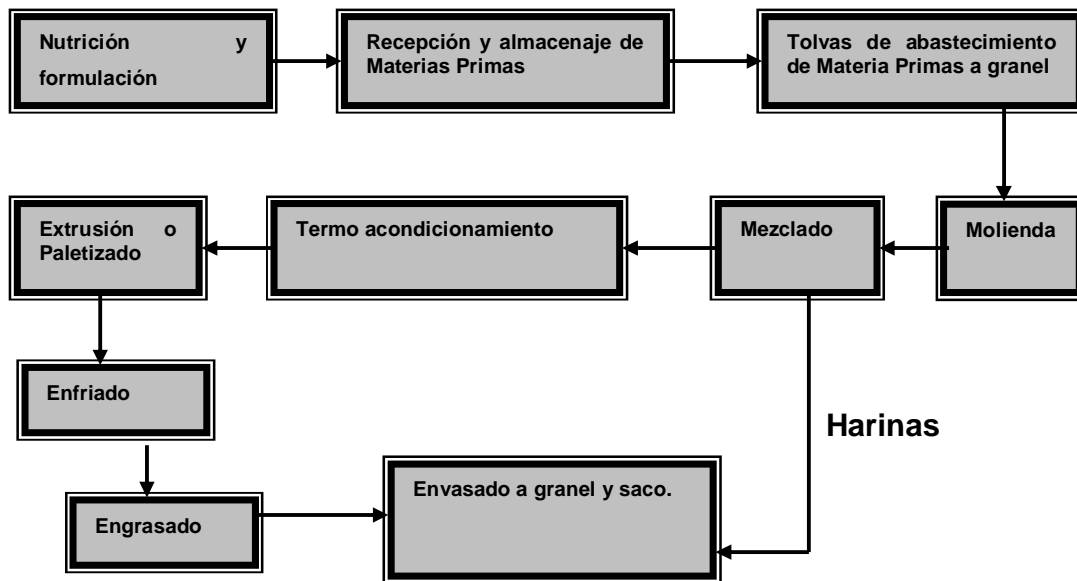 Nutrición y
formulación
Recepción y almacenaje de
Materias Primas
Tolvas de abastecimiento
de Materia Primas a granel
Extrusión o
Paletizado
Termo acondicionamiento
Mezclado
Molienda
Enfriado
Harinas
Engrasado
Envasado a granel y saco.